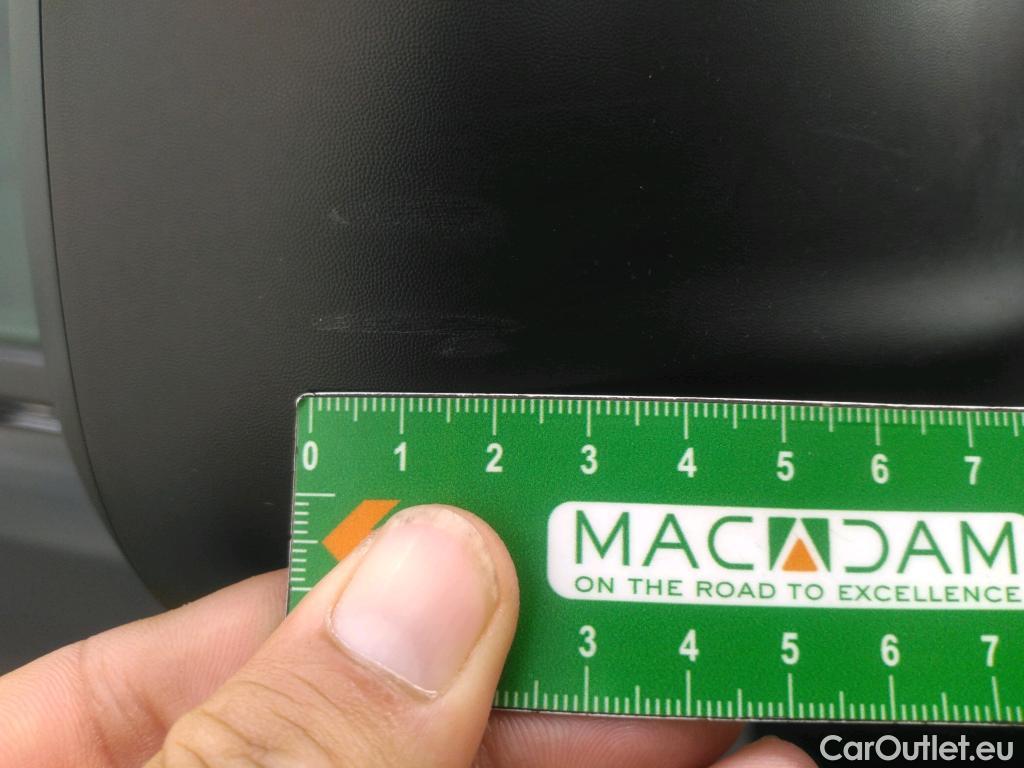 0 1 2 3 4 5 6 7
MACADAM
ON THE ROAD TO EXCELLENCE
3 4 5 6 7
CarOutlet.eu